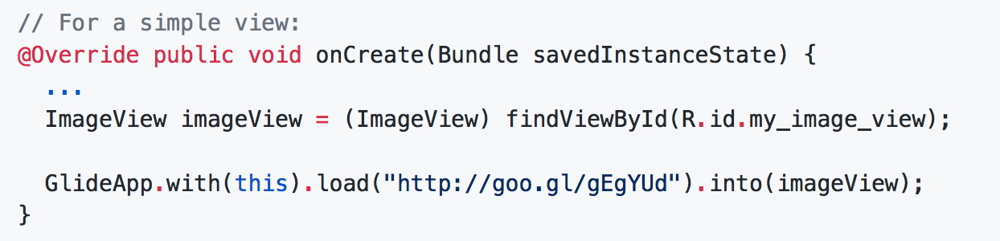 // For a simple view:
@Override public void onCreate(Bundle savedInstanceState) {
...
ImageView imageView = (ImageView) findViewById(R.id.my_image_view);
GlideApp.with(this).load("http://goo.gl/gEgYUd").into(imageView);
}